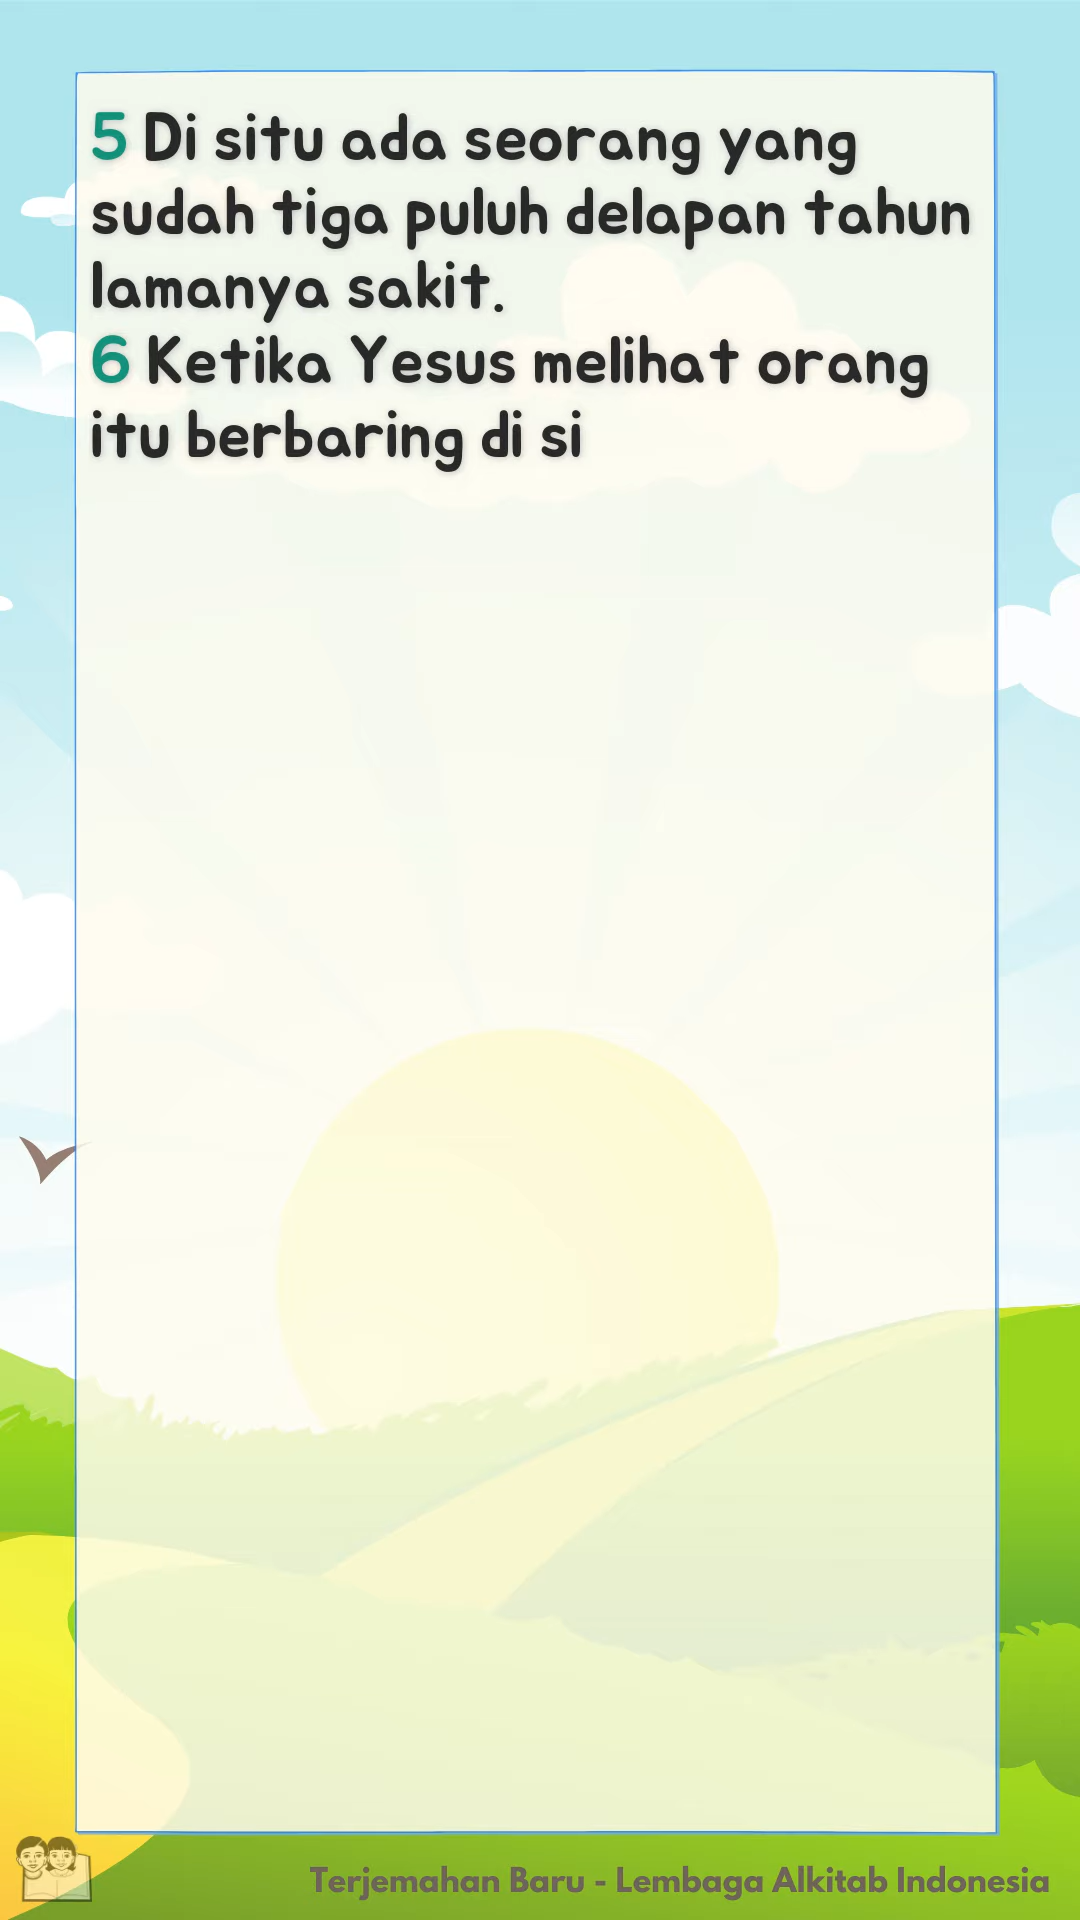 5 Di situ ada seorang yang
sudah tiga puluh delapan tahun
lamanya sakit.
6 Ketika Yesus melihat orang
itu berbaring di si
Terjemahan Baru - Lembaga Alkitab Indonesia